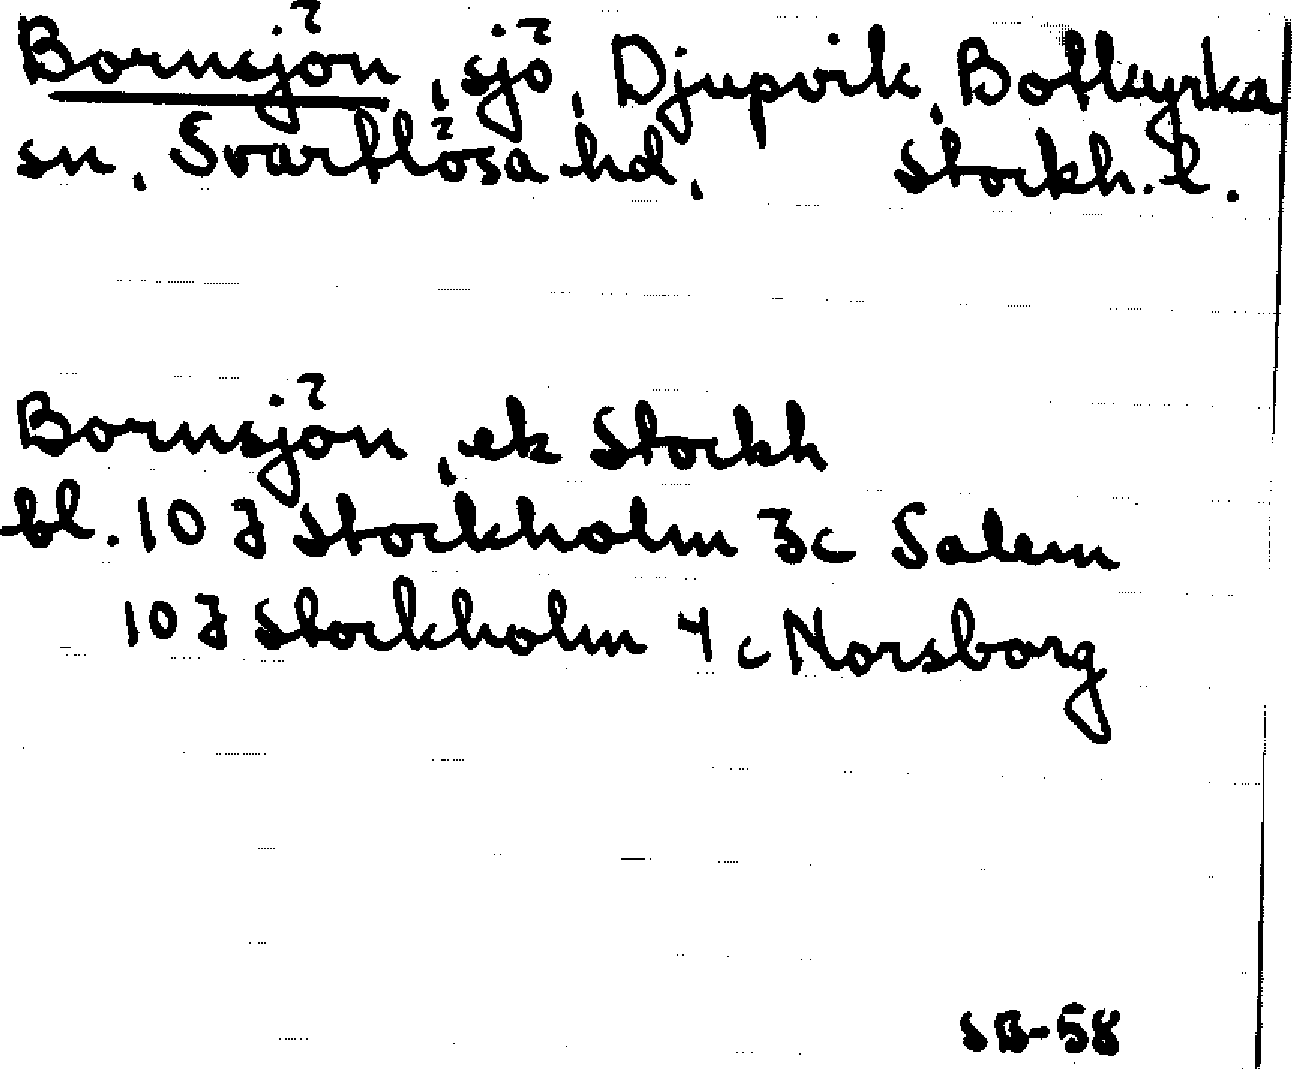 Bornsjön, sjö, Djupvik, Botkyrka
sn, Svartlösa hd, Stockh. l.
Bornsjön, ek Stockh
bl. 10 J Stockholm 3c Salem
10 J Stockholm 4c Norsborg
SB-58